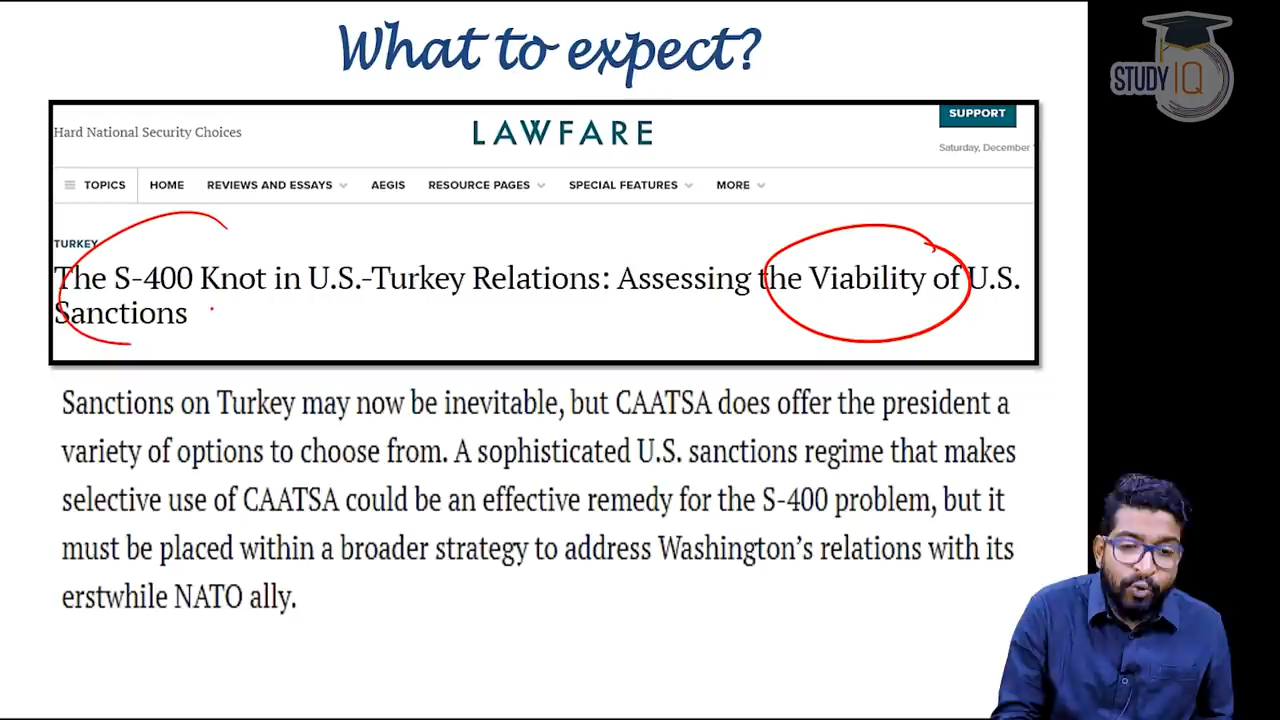 What to expect?
STUDY IQ
Hard National Security Choices
LAWFARE
SUPPORT
Saturday, December
TOPICS HOME REVIEWS AND ESSAYS AEGIS RESOURCE PAGES SPECIAL FEATURES MORE
TURKEY
The S-400 Knot in U.S.-Turkey Relations: Assessing the Viability of U.S.
Sanctions
Sanctions on Turkey may now be inevitable, but CAATSA does offer the president a
variety of options to choose from. A sophisticated U.S. sanctions regime that makes
selective use of CAATSA could be an effective remedy for the S-400 problem, but it
must be placed within a broader strategy to address Washington’s relations with its
erstwhile NATO ally.